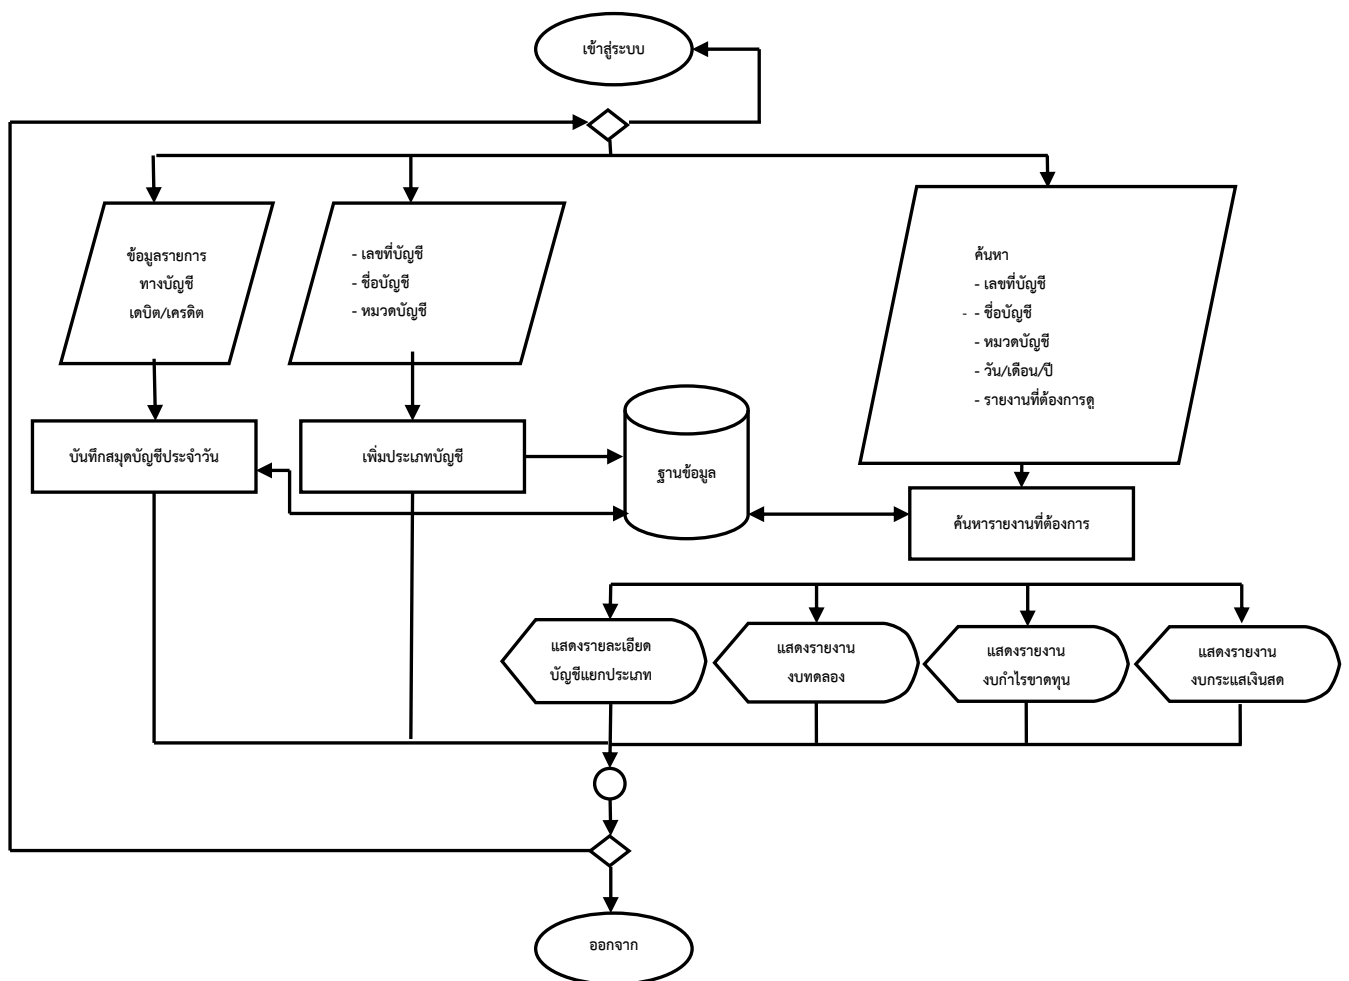 เข้าสู่ระบบ
ข้อมูลรายการ
ทางบัญชี
เดบิต/เครดิต
- เลขที่บัญชี
- ชื่อบัญชี
- หมวดบัญชี
ค้นหา
- เลขที่บัญชี
- - ชื่อบัญชี
- หมวดบัญชี
- วัน/เดือน/ปี
- รายงานที่ต้องการดู
บันทึกสมุดบัญชีประจำวัน
เพิ่มประเภทบัญชี
ฐานข้อมูล
ค้นหารายงานที่ต้องการ
แสดงรายละเอียด
บัญชีแยกประเภท
แสดงรายงาน
งบทดลอง
แสดงรายงาน
งบกำไรขาดทุน
แสดงรายงาน
งบกระแสเงินสด
ออกจาก